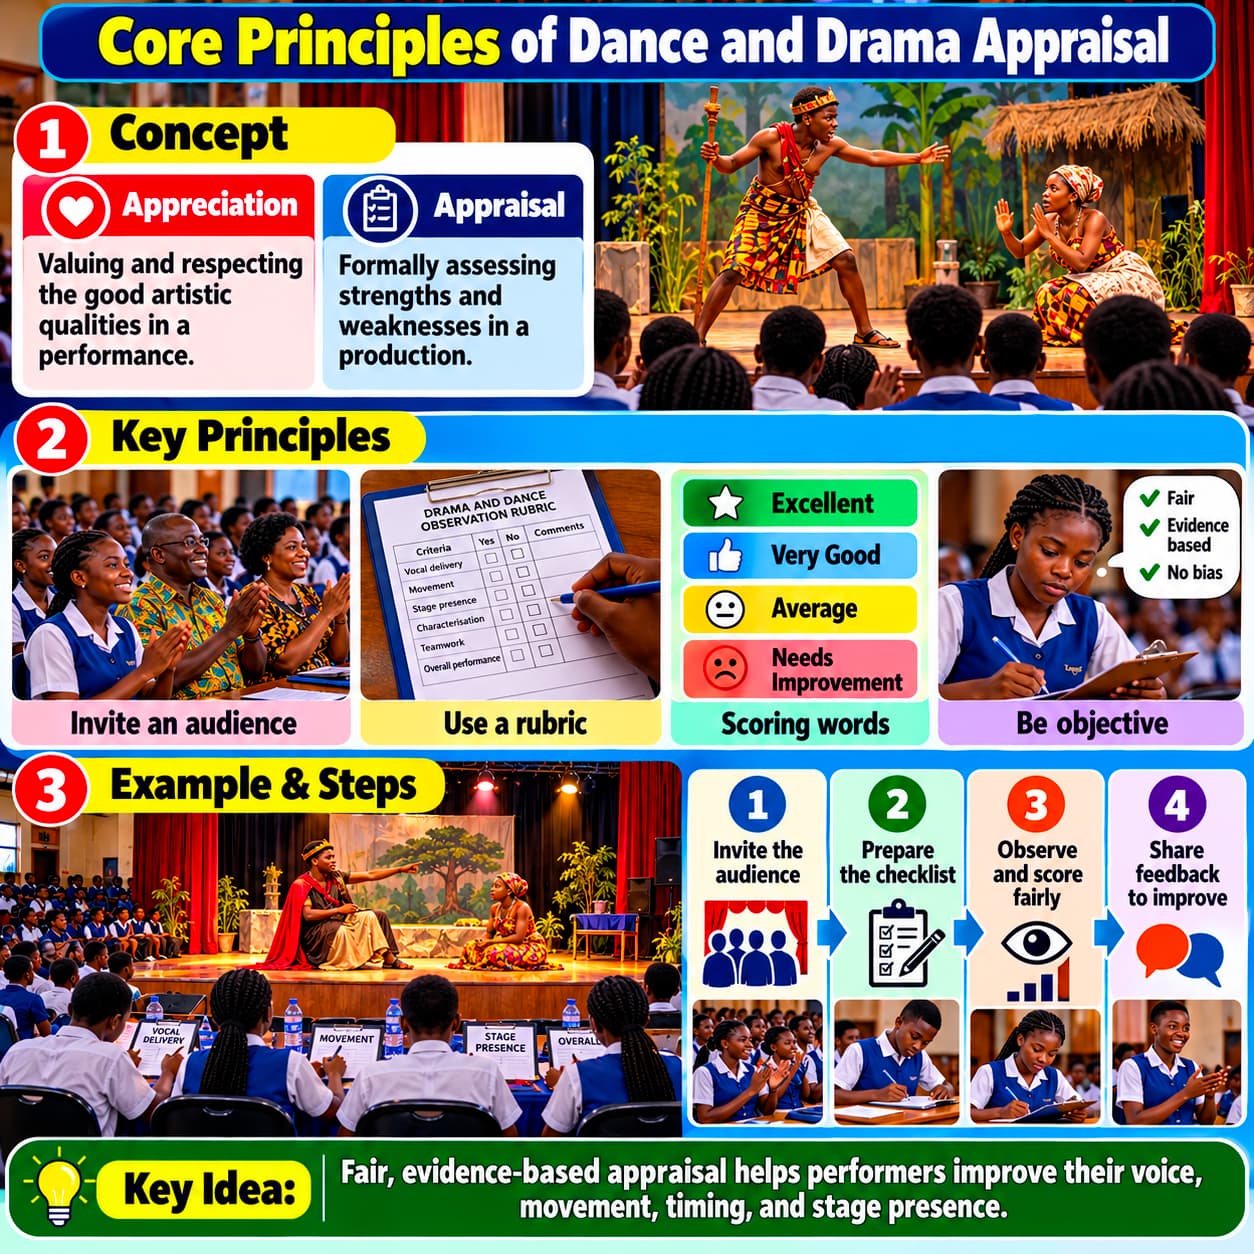 Core Principles of Dance and Drama Appraisal
1 Concept
Appreciation
Valuing and respecting
the good artistic
qualities in a
performance.
Appraisal
Formally assessing
strengths and
weaknesses in a
production.
2 Key Principles
Invite an audience
DRAMA AND DANCE
OBSERVATION RUBRIC
Criteria Yes No Comments
Vocal delivery
Movement
Stage presence
Characterisation
Teamwork
Overall performance
Use a rubric
Excellent
Very Good
Average
Needs
Improvement
Scoring words
Fair
Evidence
based
No bias
Be objective
3 Example & Steps
VOCAL
DELIVERY
MOVEMENT
STAGE
PRESENCE
OVERALL
1
Invite the
audience
2
Prepare
the checklist
3
Observe
and score
fairly
4
Share
feedback
to improve
Key Idea:
Fair, evidence-based appraisal helps performers improve their voice,
movement, timing, and stage presence.